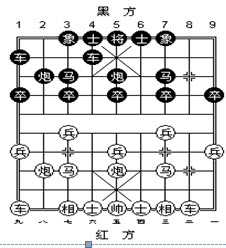 黑 方
1 2 3 4 5 6 7 8 9
象 士 将 士 象
车 车
炮 马 炮 马
卒 卒 卒 卒 卒
兵 兵
兵 兵 兵
炮 马 炮 马
车 相 士 帅 士 相 车
九 八 七 六 五 四 三 二 一
红 方